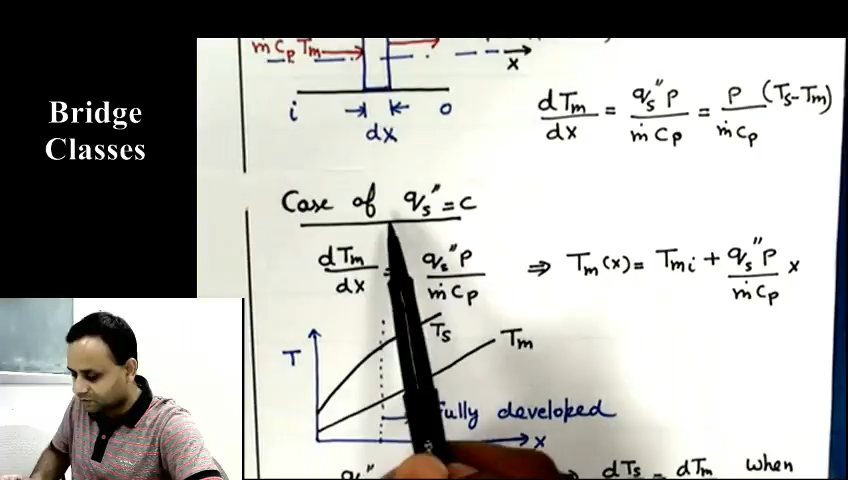 Bridge
Classes
ṁ Cp Tm
x
i
o
dx
dTm/dx = qs″P/ṁ Cp = P/ṁ Cp (Ts-Tm)
Case of qs″ = c
dTm/dx = qs″P/ṁ Cp ⇒ Tm(x) = Tmi + qs″P/ṁ Cp x
T
Ts
Tm
Fully developed
x
qs″
⇒ dTs = dTm when